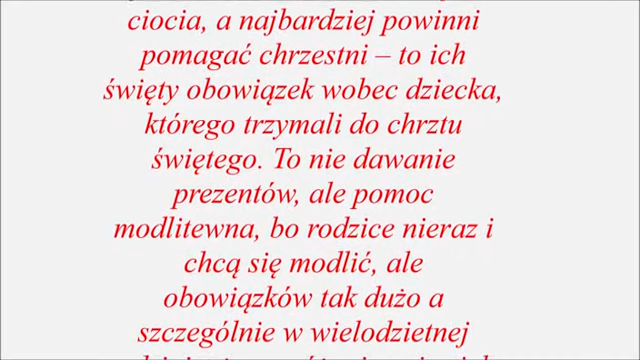 ciocia, a najbardziej powinni
pomagać chrzestni – to ich
święty obowiązek wobec dziecka,
którego trzymali do chrztu
świętego. To nie dawanie
prezentów, ale pomoc
modlitewna, bo rodzice nieraz i
chcą się modlić, ale
obowiązków tak dużo a
szczególnie w wielodzietnej